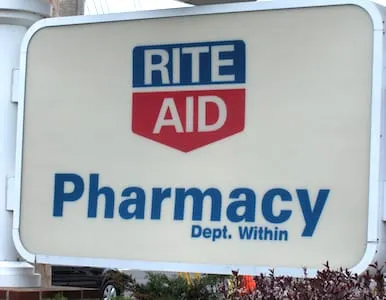 RITE
AID
Pharmacy
Dept. Within